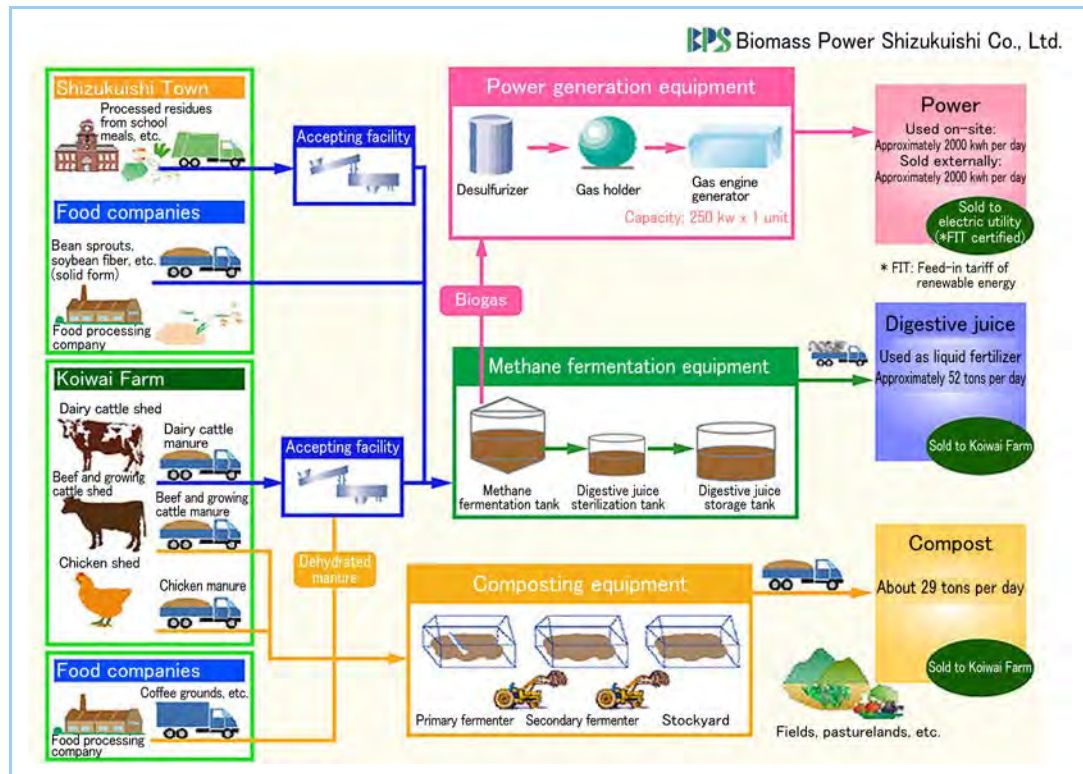 BPS Biomass Power Shizukuishi Co., Ltd.
Shizukuishi Town
Processed residues
from school
meals, etc.
Food companies
Bean sprouts,
soybean fiber, etc.
(solid form)
Food processing
company
Koiwai Farm
Dairy cattle shed
Dairy cattle
manure
Beef and growing
cattle shed
Beef and growing
cattle manure
Chicken shed
Chicken manure
Food companies
Coffee grounds, etc.
Food processing
company
Accepting facility
Accepting facility
Dehydrated
manure
Power generation equipment
Desulfurizer
Gas holder
Gas engine
generator
Capacity: 250 kw x 1 unit
Biogas
Methane fermentation equipment
Methane
fermentation tank
Digestive juice
sterilization tank
Digestive juice
storage tank
Composting equipment
Primary fermenter
Secondary fermenter
Stockyard
Power
Used on-site:
Approximately 2000 kwh per day
Sold externally:
Approximately 2000 kwh per day
Sold to
electric utility
(*FIT certified)
* FIT: Feed-in tariff of
renewable energy
Digestive juice
Used as liquid fertilizer
Approximately 52 tons per day
Sold to Koiwai Farm
Compost
About 29 tons per day
Sold to Koiwai Farm
Fields, pasturelands, etc.